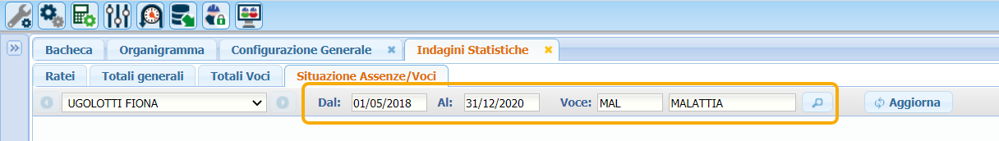 Bacheca Organigramma Configurazione Generale Indagini Statistiche
Ratei Totali generali Totali Voci Situazione Assenze/Voci
UGOLOTTI FIONA Dal: 01/05/2018 Al: 31/12/2020 Voce: MAL MALATTIA Aggiorna